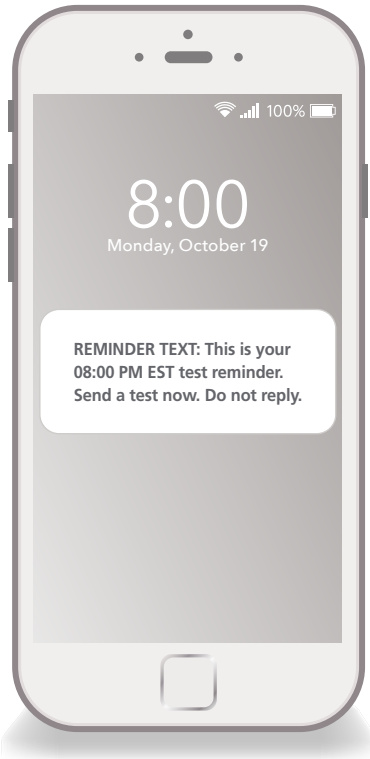 100%
8:00
Monday, October 19
REMINDER TEXT: This is your
08:00 PM EST test reminder.
Send a test now. Do not reply.